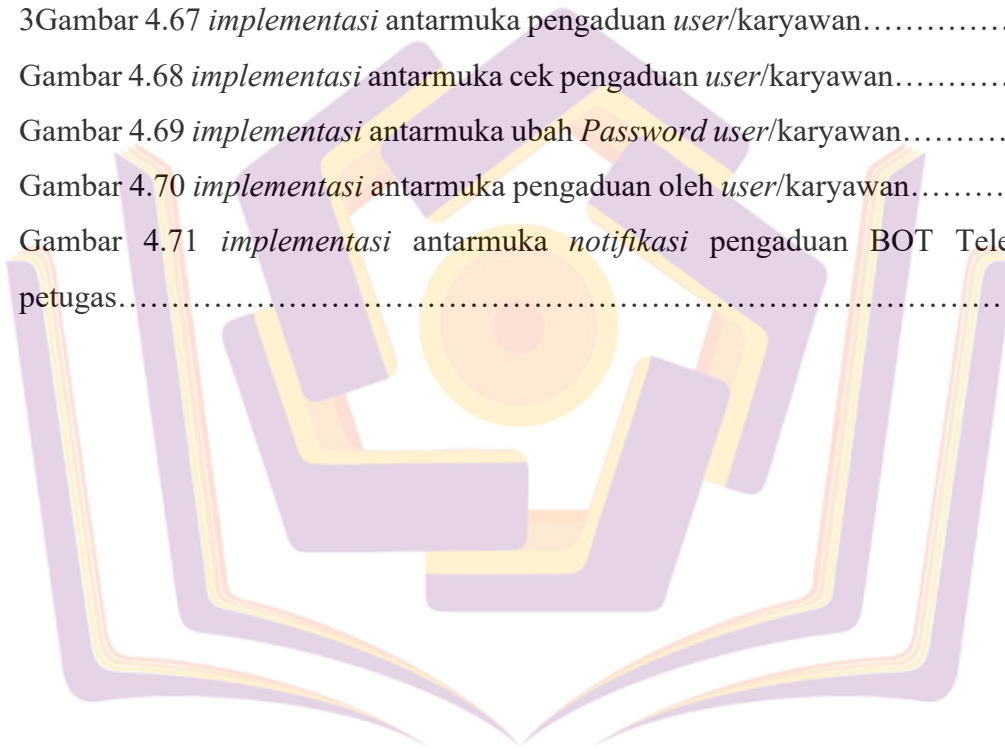 3Gambar 4.67 implementasi antarmuka pengaduan user/karyawan……………
Gambar 4.68 implementasi antarmuka cek pengaduan user/karyawan…………
Gambar 4.69 implementasi antarmuka ubah Password user/karyawan…………
Gambar 4.70 implementasi antarmuka pengaduan oleh user/karyawan…………
Gambar 4.71 implementasi antarmuka notifikasi pengaduan BOT Tele
petugas………………………………………………………………………………